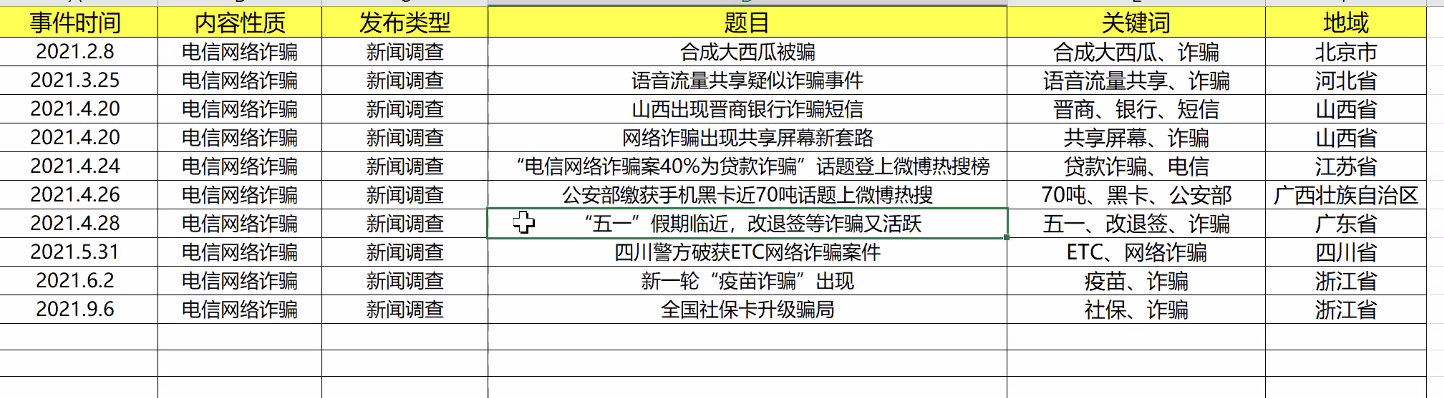 事件时间 内容性质 发布类型 题目 关键词 地域
2021.2.8 电信网络诈骗 新闻调查 合成大西瓜被骗 合成大西瓜、诈骗 北京市
2021.3.25 电信网络诈骗 新闻调查 语音流量共享疑似诈骗事件 语音流量共享、诈骗 河北省
2021.4.20 电信网络诈骗 新闻调查 山西出现晋商银行诈骗短信 晋商、银行、短信 山西省
2021.4.20 电信网络诈骗 新闻调查 网络诈骗出现共享屏幕新套路 共享屏幕、诈骗 山西省
2021.4.24 电信网络诈骗 新闻调查 “电信网络诈骗案40%为贷款诈骗”话题登上微博热搜榜 贷款诈骗、电信 江苏省
2021.4.26 电信网络诈骗 新闻调查 公安部缴获手机黑卡近70吨话题上微博热搜 70吨、黑卡、公安部 广西壮族自治区
2021.4.28 电信网络诈骗 新闻调查 “五一”假期临近，改退签等诈骗又活跃 五一、改退签、诈骗 广东省
2021.5.31 电信网络诈骗 新闻调查 四川警方破获ETC网络诈骗案件 ETC、网络诈骗 四川省
2021.6.2 电信网络诈骗 新闻调查 新一轮“疫苗诈骗”出现 疫苗、诈骗 浙江省
2021.9.6 电信网络诈骗 新闻调查 全国社保卡升级骗局 社保、诈骗 浙江省